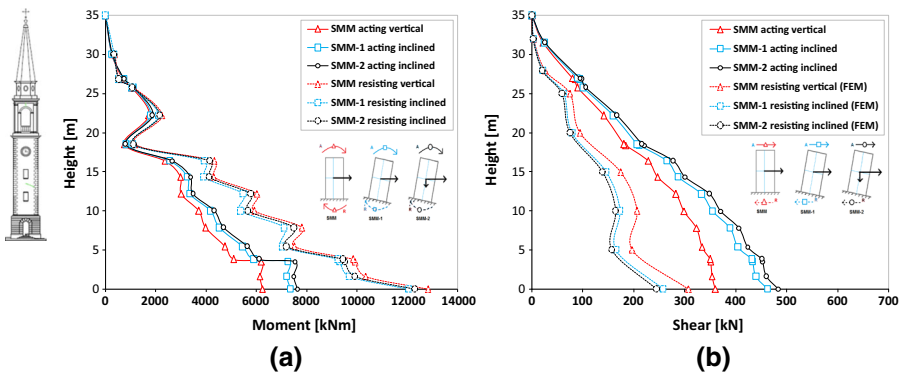 35
30
25
20
15
10
5
0
Height [m]
0 2000 4000 6000 8000 10000 12000 14000
Moment [kNm]
SMM acting vertical
SMM-1 acting inclined
SMM-2 acting inclined
SMM resisting vertical
SMM-1 resisting inclined
SMM-2 resisting inclined
A A A
R R R
SMM SMM-1 SMM-2
(a)
35
30
25
20
15
10
5
0
Height [m]
0 100 200 300 400 500 600 700
Shear [kN]
SMM acting vertical
SMM-1 acting inclined
SMM-2 acting inclined
SMM resisting vertical (FEM)
SMM-1 resisting inclined (FEM)
SMM-2 resisting inclined (FEM)
A A A
R R R
SMM SMM-1 SMM-2
(b)